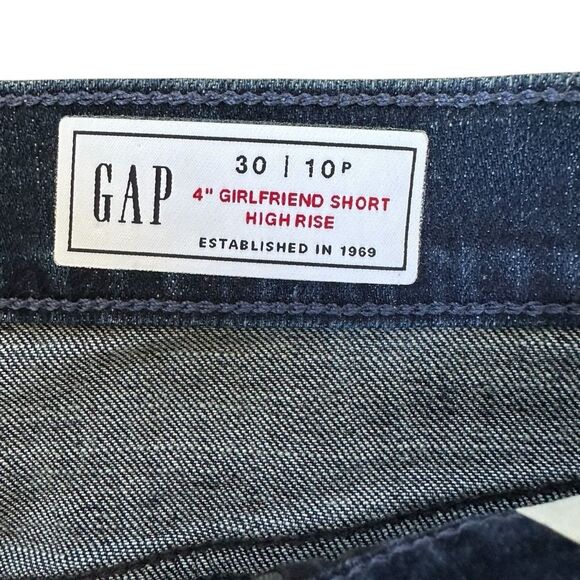 GAP
30 | 10P
4" GIRLFRIEND SHORT
HIGH RISE
ESTABLISHED IN 1969